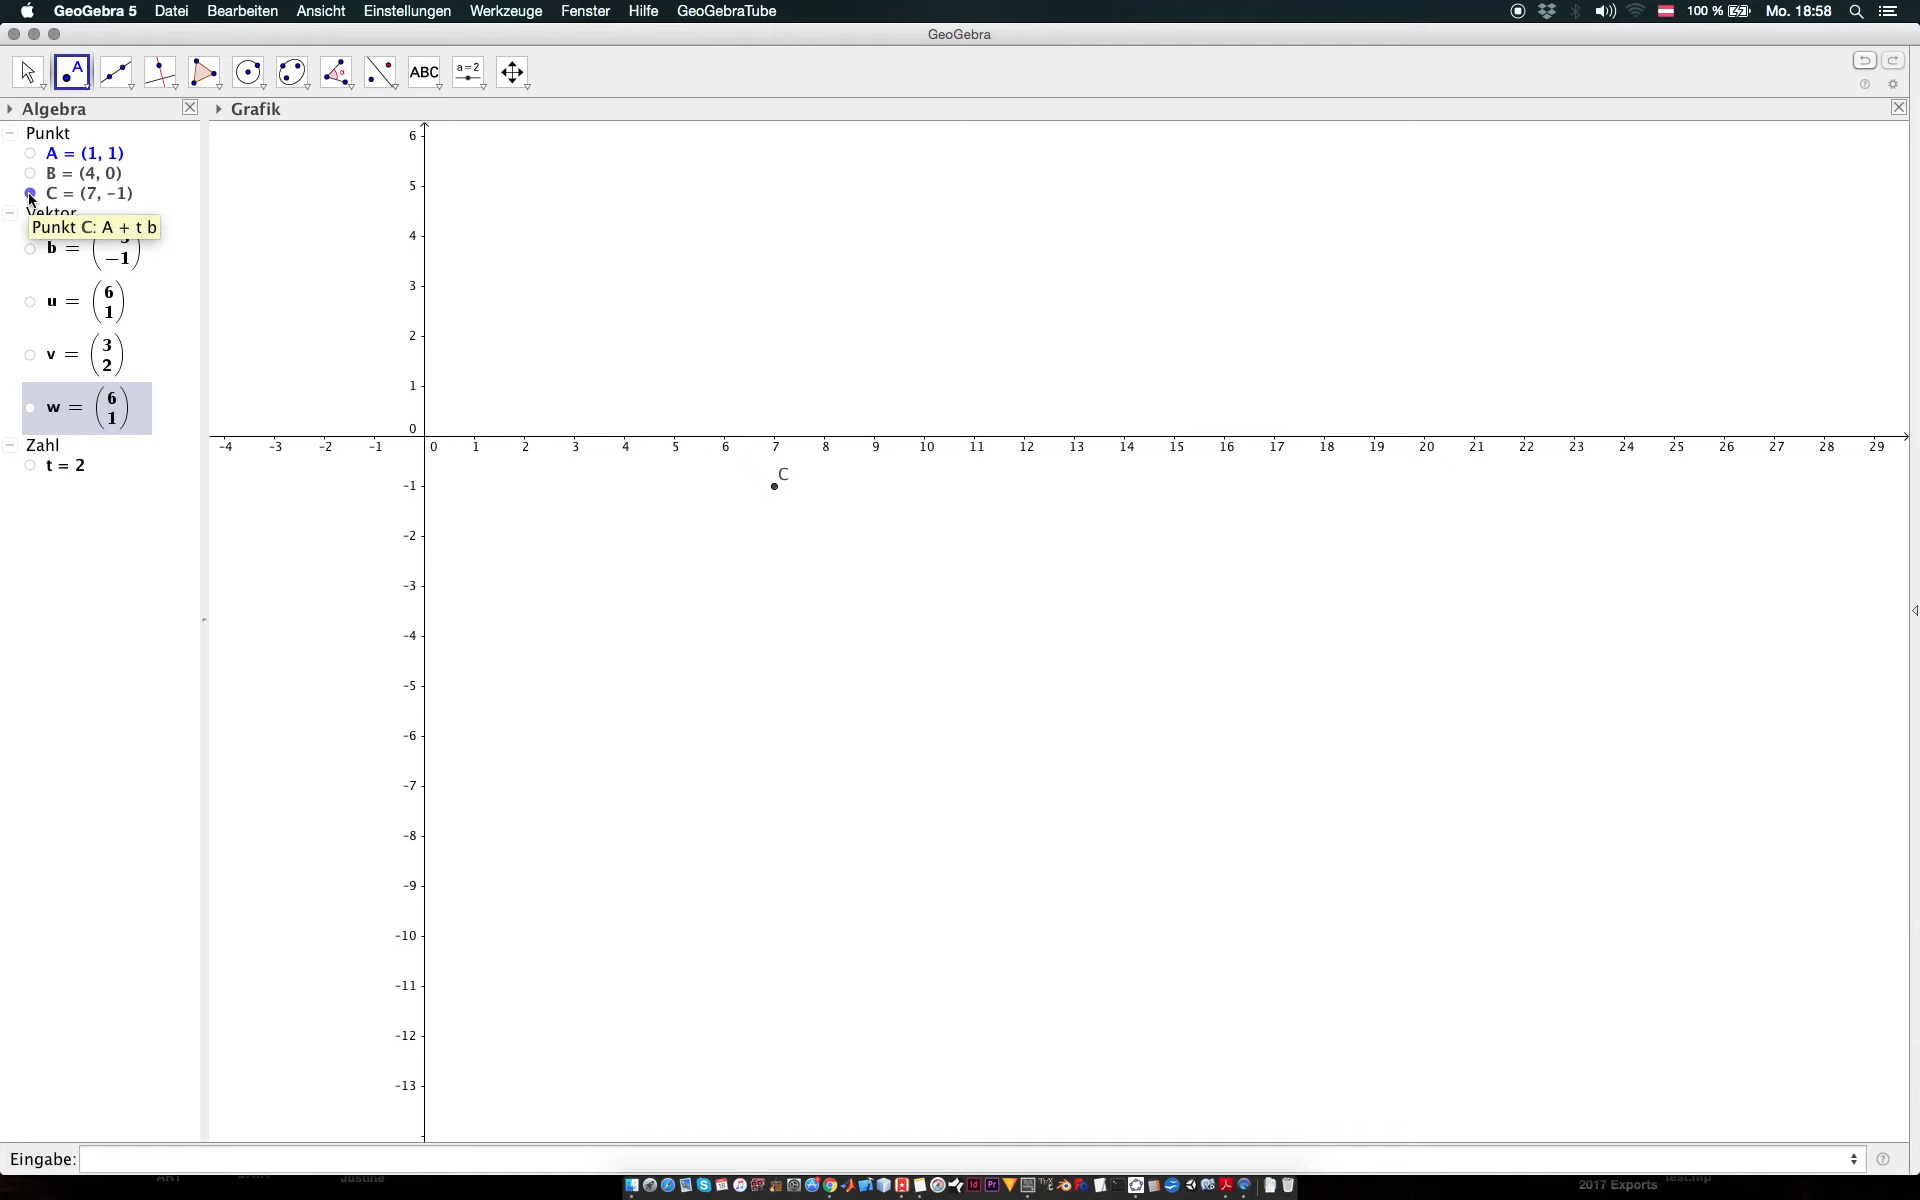 GeoGebra 5 Datei Bearbeiten Ansicht Einstellungen Werkzeuge Fenster Hilfe GeoGebraTube 100 % Mo. 18:58
GeoGebra
A ABC a=2
Algebra Grafik
Punkt
A = (1, 1)
B = (4, 0)
C = (7, -1)
Vektor
Punkt C: A + t b
b = ( -1 )
u = ( 6 1 )
v = ( 3 2 )
w = ( 6 1 )
Zahl
t = 2
6
5
4
3
2
1
0
-4 -3 -2 -1 0 1 2 3 4 5 6 7 8 9 10 11 12 13 14 15 16 17 18 19 20 21 22 23 24 25 26 27 28 29
C
-1
-2
-3
-4
-5
-6
-7
-8
-9
-10
-11
-12
-13
Eingabe:
Justine 2017 Exports